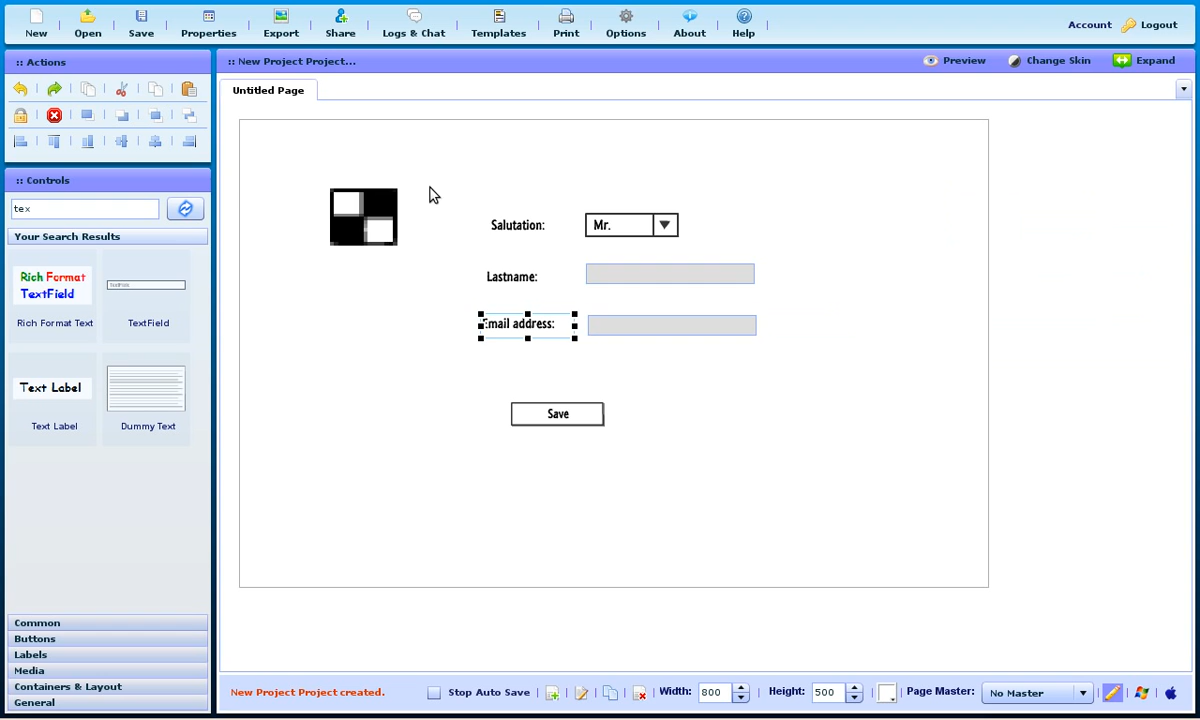 New Open Save Properties Export Share Logs & Chat Templates Print Options About Help Account Logout
:: Actions
:: New Project Project... Preview Change Skin Expand
Untitled Page
:: Controls
tex
Your Search Results
Rich Format
TextField
Rich Format Text TextField
Text Label
Text Label Dummy Text
Salutation: Mr.
Lastname:
Email address:
Save
Common
Buttons
Labels
Media
Containers & Layout
General
New Project Project created. Stop Auto Save Width: 800 Height: 500 Page Master: No Master